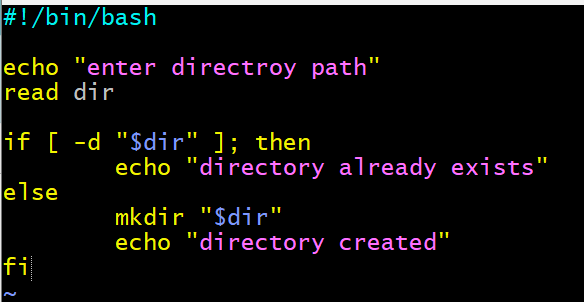 #!/bin/bash
echo "enter directroy path"
read dir
if [ -d "$dir" ]; then
echo "directory already exists"
else
mkdir "$dir"
echo "directory created"
fi
~